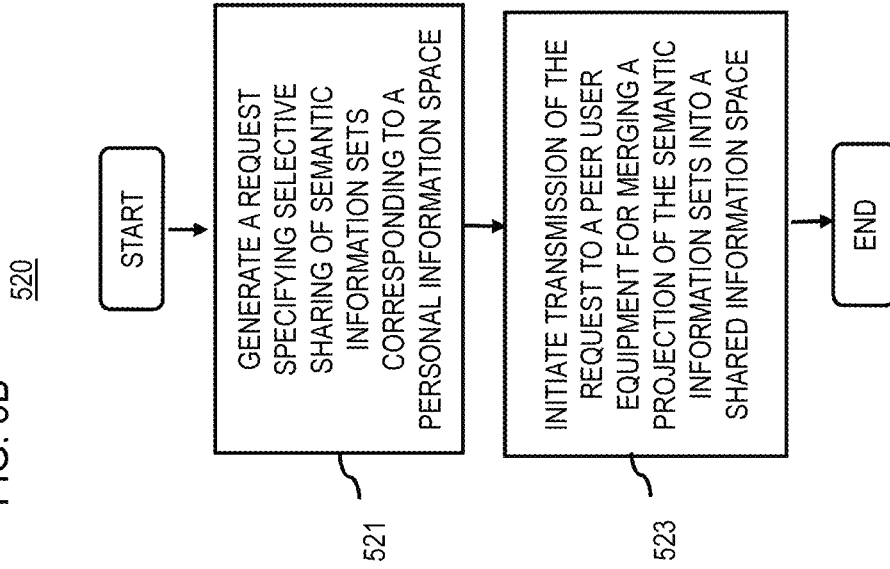 FIG.
520
START
GENERATE A REQUEST
SPECIFYING SELECTIVE
SHARING OF SEMANTIC
INFORMATION SETS
CORRESPONDING TO A
PERSONAL INFORMATION SPACE
521
INITIATE TRANSMISSION OF THE
REQUEST TO A PEER USER
EQUIPMENT FOR MERGING A
PROJECTION OF THE SEMANTIC
INFORMATION SETS INTO A
SHARED INFORMATION SPACE
523
END